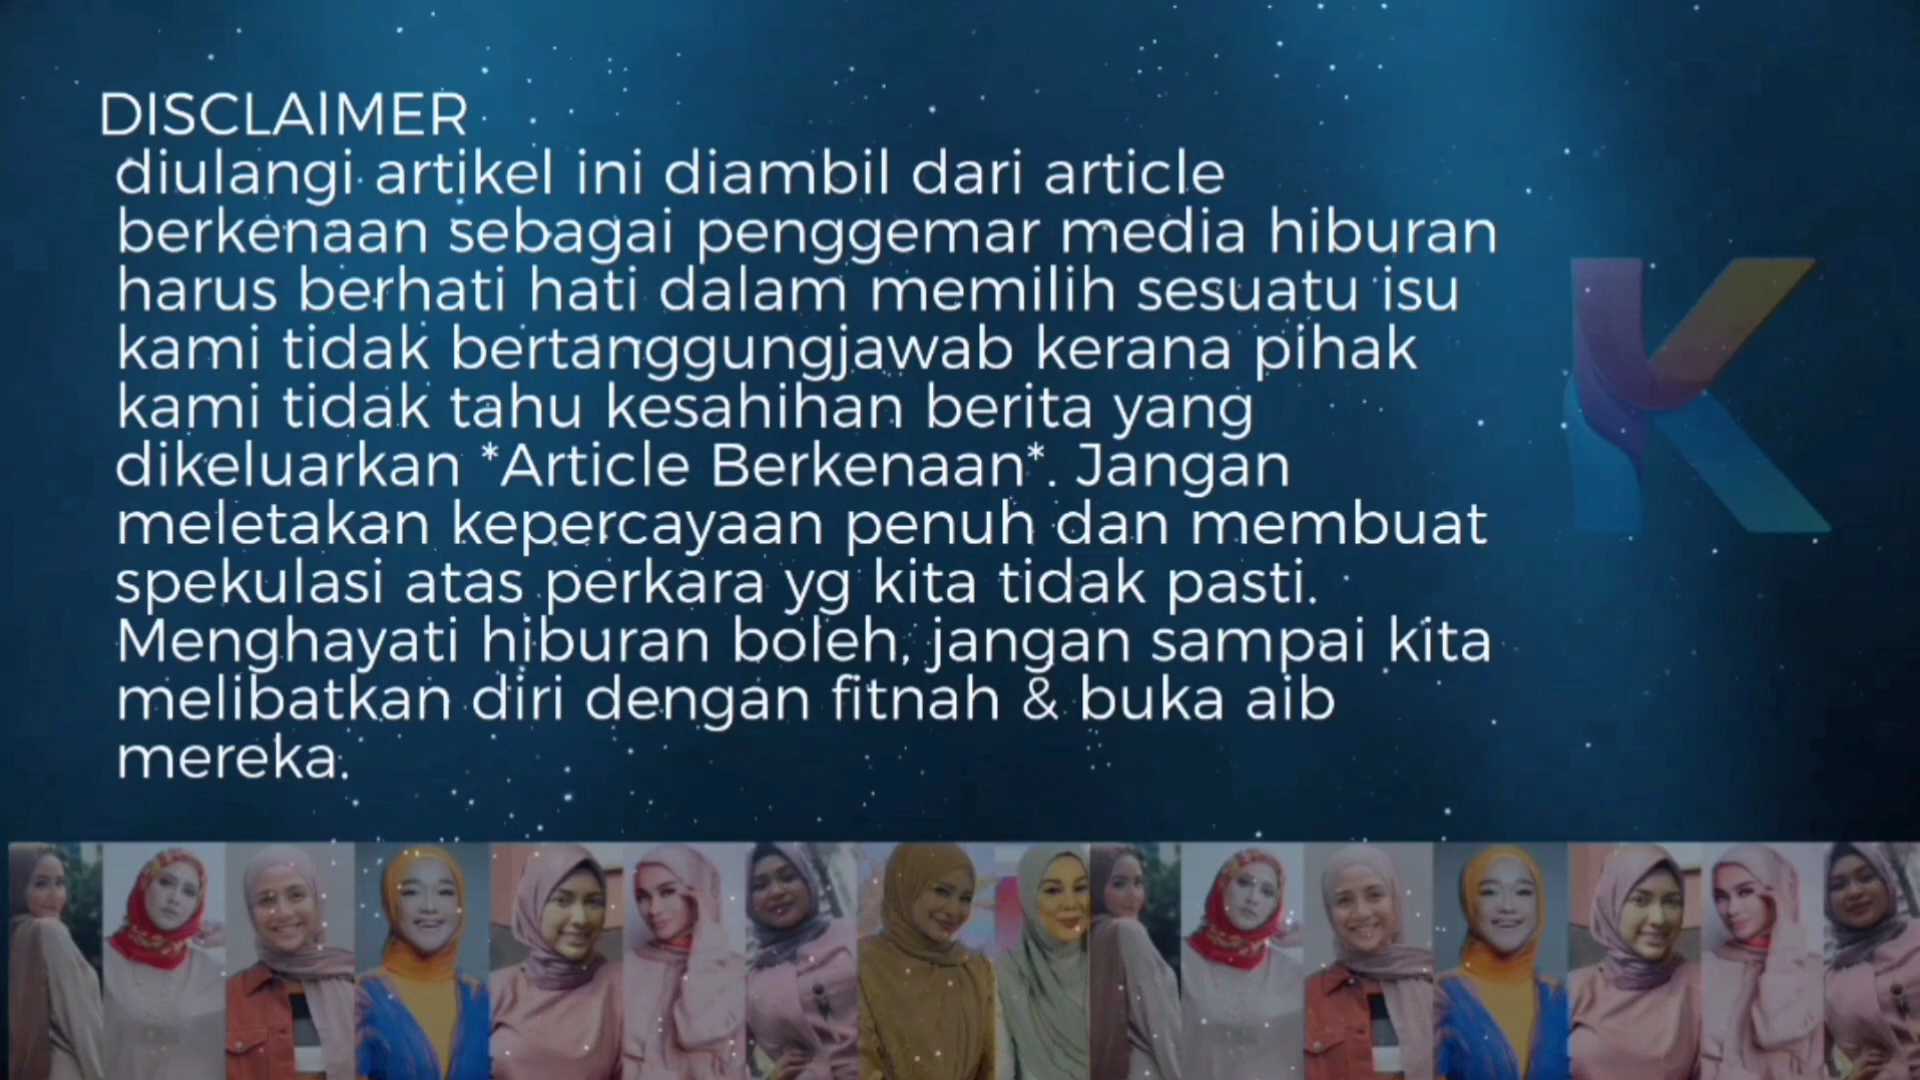 DISCLAIMER
diulangi artikel ini diambil dari article
berkenaan sebagai penggemar media hiburan
harus berhati hati dalam memilih sesuatu isu
kami tidak bertanggungjawab kerana pihak
kami tidak tahu kesahihan berita yang
dikeluarkan *Article Berkenaan*. Jangan
meletakan kepercayaan penuh dan membuat
spekulasi atas perkara yg kita tidak pasti.
Menghayati hiburan boleh, jangan sampai kita
melibatkan diri dengan fitnah & buka aib
mereka.
K